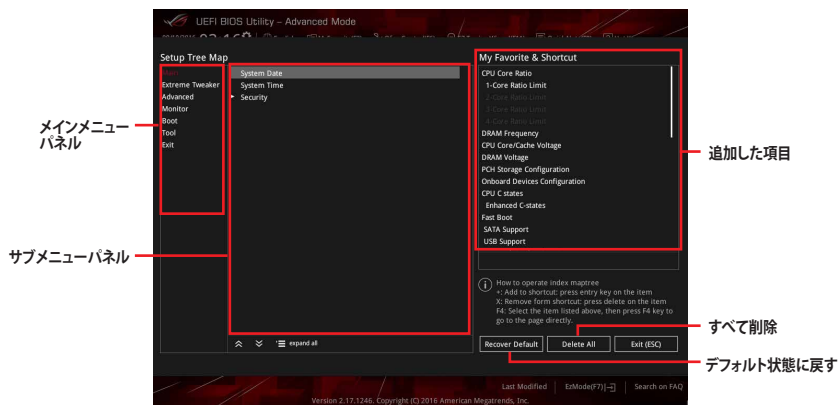 UEFI BIOS Utility – Advanced Mode
Setup Tree Map
My Favorite & Shortcut
Main
Extreme Tweaker
Advanced
Monitor
Boot
Tool
Exit
System Date
System Time
Security
CPU Core Ratio
1-Core Ratio Limit
2-Core Ratio Limit
3-Core Ratio Limit
4-Core Ratio Limit
DRAM Frequency
CPU Core/Cache Voltage
DRAM Voltage
PCH Storage Configuration
Onboard Devices Configuration
CPU C states
Enhanced C-states
Fast Boot
SATA Support
USB Support
メインメニュー
パネル
サブメニューパネル
追加した項目
How to operate index maptree
+: Add to shortcut: press entry key on the item
X: Remove form shortcut: press delete on the item
F4: Select the item listed above, then press F4 key to
go to the page directly.
すべて削除
expand all
Recover Default
Delete All
Exit (ESC)
デフォルト状態に戻す
Last Modified
EzMode(F7)
Search on FAQ
Version 2.17.1246. Copyright (C) 2016 American Megatrends, Inc.